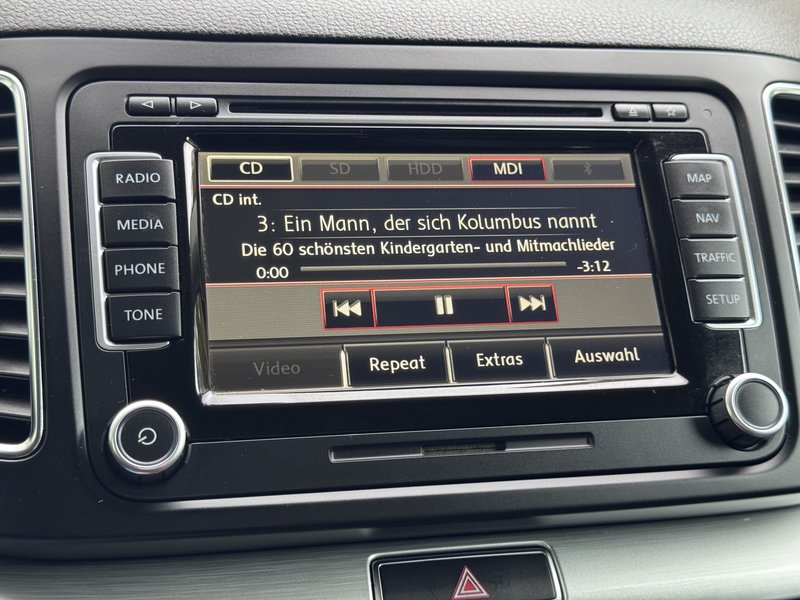 RADIO
MEDIA
PHONE
TONE
CD SD HDD MDI
CD int.
3: Ein Mann, der sich Kolumbus nannt
Die 60 schönsten Kindergarten- und Mitmachlieder
0:00 -3:12
Video Repeat Extras Auswahl
MAP
NAV
TRAFFIC
SETUP